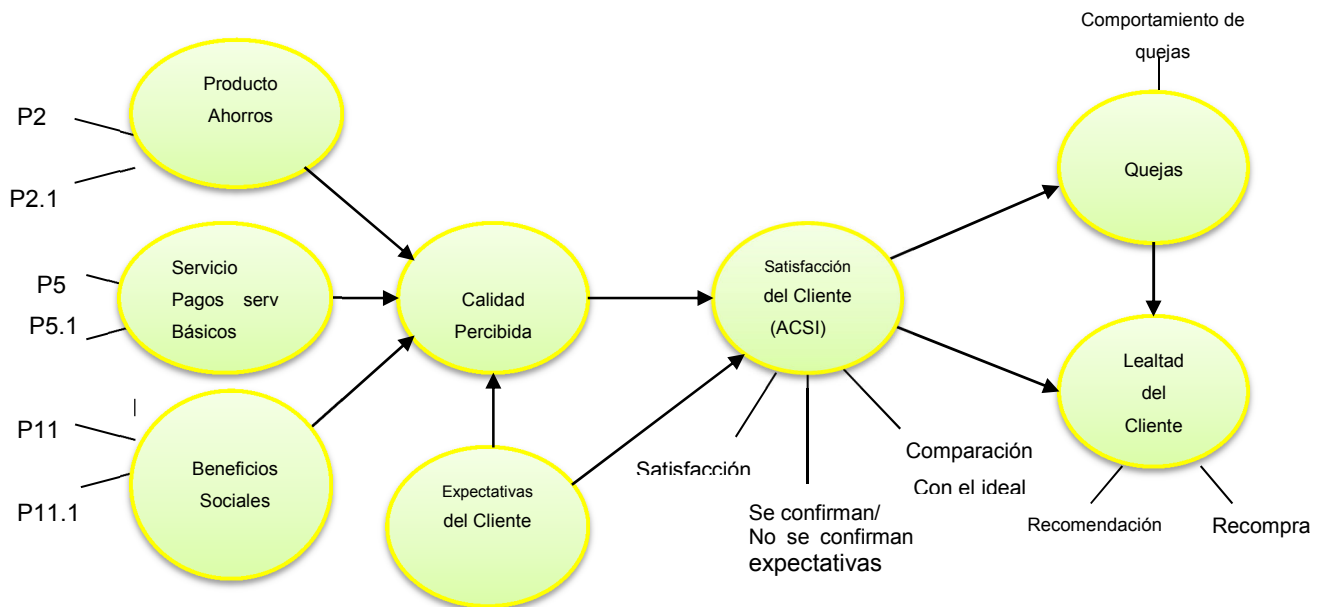 Comportamiento de
quejas
Producto
Ahorros
P2
P2.1
Quejas
Servicio
Pagos serv
Básicos
P5
P5.1
Calidad
Percibida
Satisfacción
del Cliente
(ACSI)
Lealtad
del
Cliente
P11
P11.1
Beneficios
Sociales
Expectativas
del Cliente
Satisfacción
Se confirman/
No se confirman
expectativas
Comparación
Con el ideal
Recomendación
Recompra